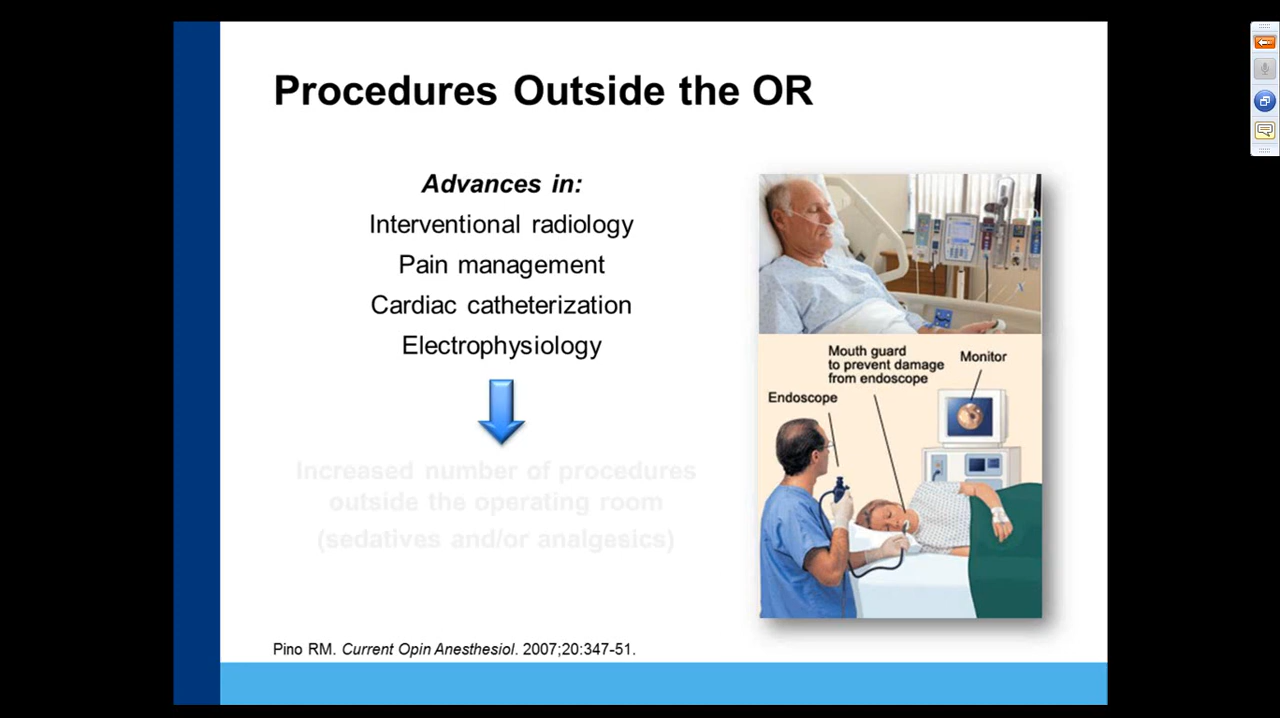 Procedures Outside the OR
Advances in:
Interventional radiology
Pain management
Cardiac catheterization
Electrophysiology
Increased number of procedures
outside the operating room
(sedatives and/or analgesics)
Mouth guard
to prevent damage
from endoscope
Monitor
Endoscope
Pino RM. Current Opin Anesthesiol. 2007;20:347-51.